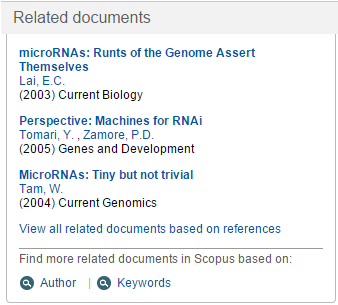 Related documents
microRNAs: Runts of the Genome Assert
Themselves
Lai, E.C.
(2003) Current Biology
Perspective: Machines for RNAi
Tomari, Y. , Zamore, P.D.
(2005) Genes and Development
MicroRNAs: Tiny but not trivial
Tam, W.
(2004) Current Genomics
View all related documents based on references
Find more related documents in Scopus based on:
Author | Keywords